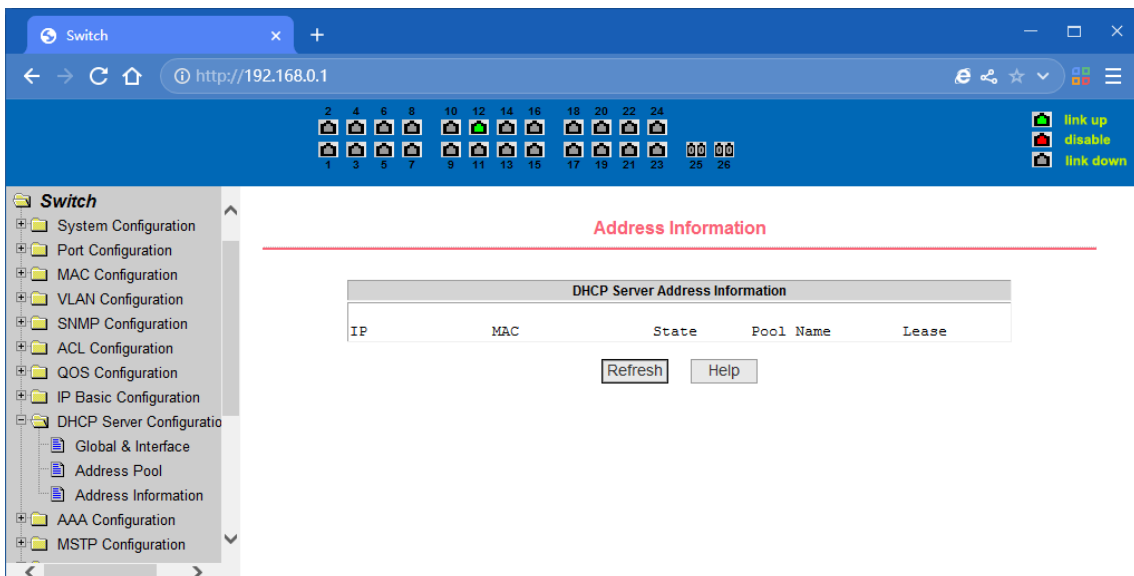 Switch
http://192.168.0.1
2 4 6 8 10 12 14 16 18 20 22 24
1 3 5 7 9 11 13 15 17 19 21 23 25 26
link up
disable
link down
Switch
System Configuration
Port Configuration
MAC Configuration
VLAN Configuration
SNMP Configuration
ACL Configuration
QOS Configuration
IP Basic Configuration
DHCP Server Configuratio
Global & Interface
Address Pool
Address Information
AAA Configuration
MSTP Configuration
Address Information
DHCP Server Address Information
IP MAC State Pool Name Lease
Refresh Help